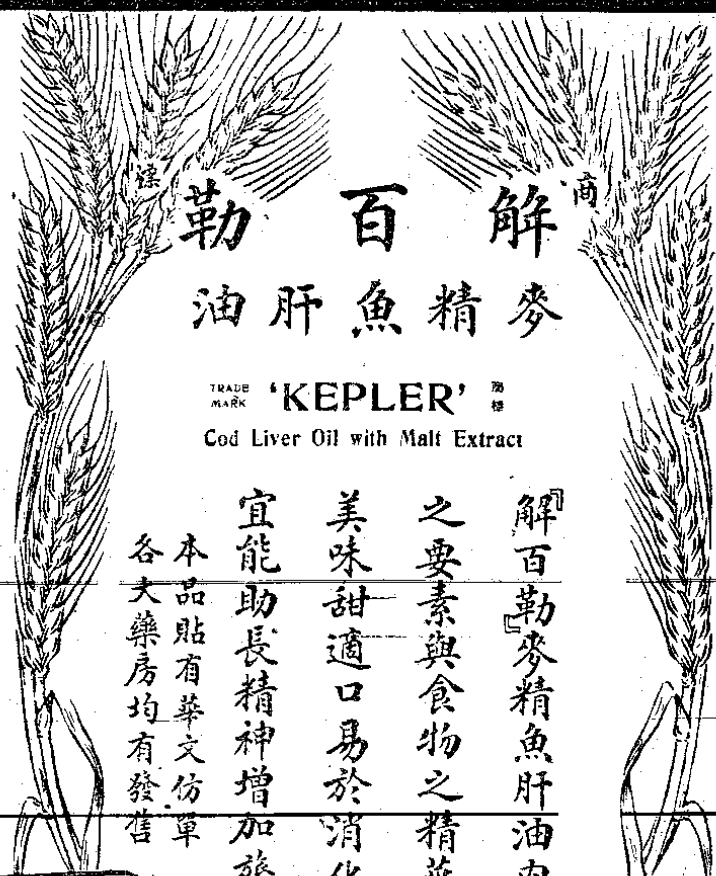 商標
解百勒
麥精魚肝油
TRADE MARK 'KEPLER' 商標
Cod Liver Oil with Malt Extract
『解百勒』麥精魚肝油內
之要素與食物之精華
美味甜適口易於消化
宜能助長精神增加
本品貼有華文仿單
各大藥房均有發售